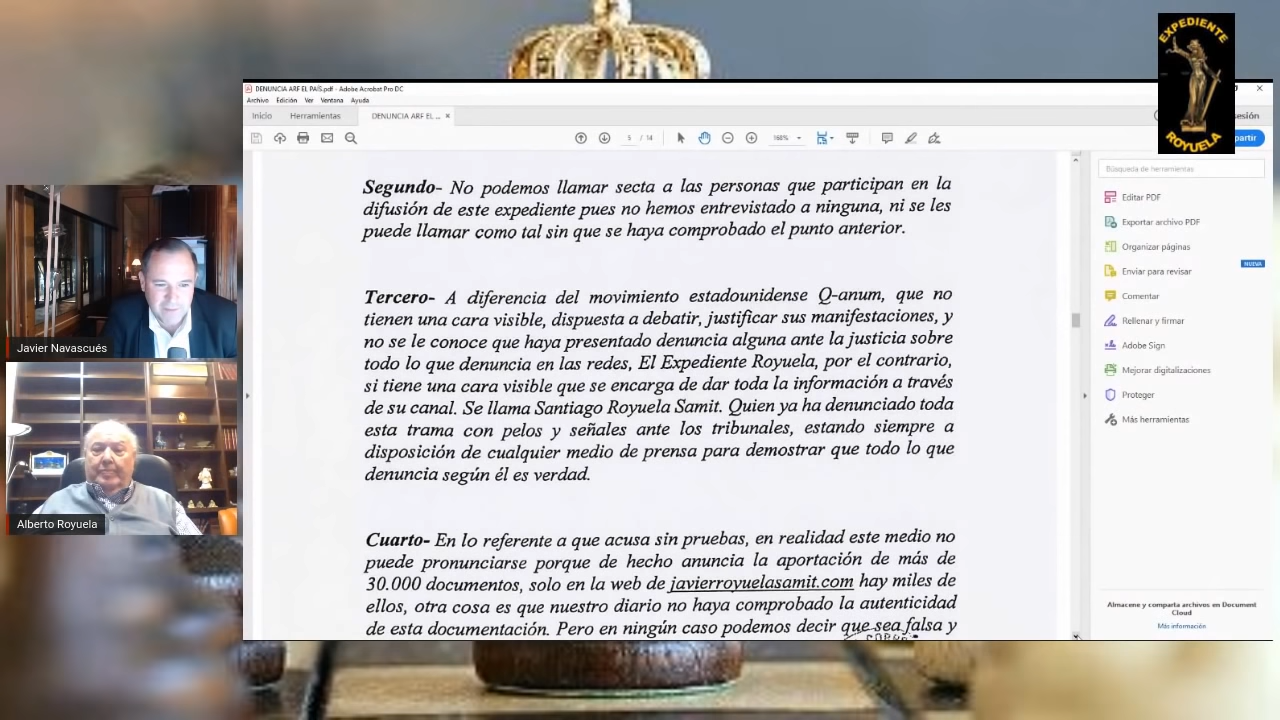 EXPEDIENTE
ROYUELA
DENUNCIA ARF EL PAÍS.pdf - Adobe Acrobat Pro DC
Archivo Edición Ver Ventana Ayuda
Inicio Herramientas DENUNCIA ARF EL ... ×
sesión
5 / 14 168%
partir
Segundo- No podemos llamar secta a las personas que participan en la
difusión de este expediente pues no hemos entrevistado a ninguna, ni se les
puede llamar como tal sin que se haya comprobado el punto anterior.
Tercero- A diferencia del movimiento estadounidense Q-anum, que no
tienen una cara visible, dispuesta a debatir, justificar sus manifestaciones, y
no se le conoce que haya presentado denuncia alguna ante la justicia sobre
todo lo que denuncia en las redes, El Expediente Royuela, por el contrario,
si tiene una cara visible que se encarga de dar toda la información a través
de su canal. Se llama Santiago Royuela Samit. Quien ya ha denunciado toda
esta trama con pelos y señales ante los tribunales, estando siempre a
disposición de cualquier medio de prensa para demostrar que todo lo que
denuncia según él es verdad.
Cuarto- En lo referente a que acusa sin pruebas, en realidad este medio no
puede pronunciarse porque de hecho anuncia la aportación de más de
30.000 documentos, solo en la web de javierroyuelasamit.com hay miles de
ellos, otra cosa es que nuestro diario no haya comprobado la autenticidad
de esta documentación. Pero en ningún caso podemos decir que sea falsa y
Búsqueda de herramientas
Editar PDF
Exportar archivo PDF
Organizar páginas
NUEVA
Enviar para revisar
Comentar
Rellenar y firmar
Adobe Sign
Mejorar digitalizaciones
Proteger
Más herramientas
Almacene y comparta archivos en Document
Cloud
Más información
Javier Navascués
Alberto Royuela